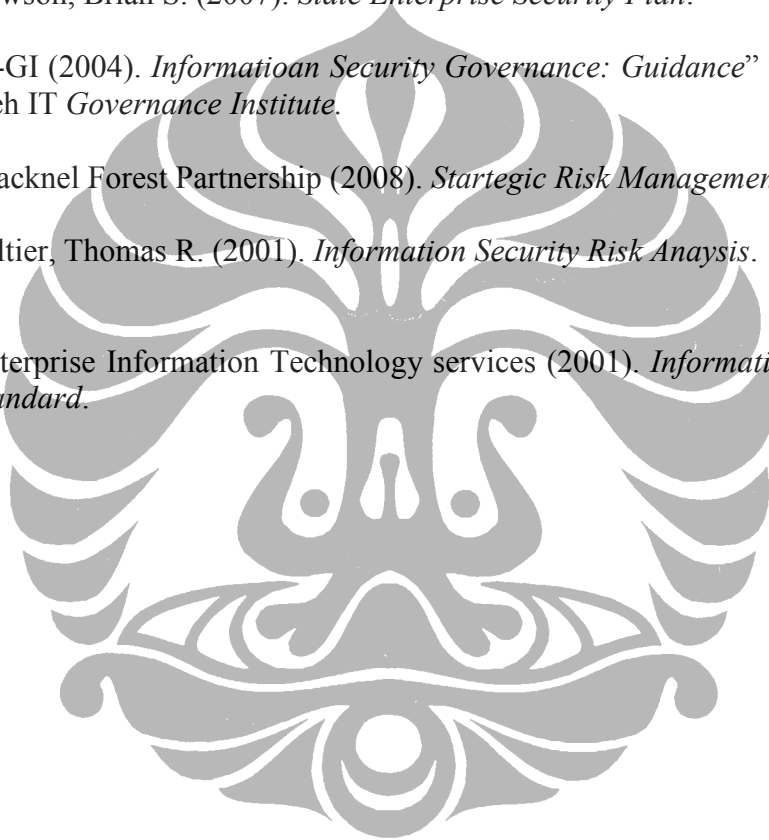 wson, Brian S. (2007). State Enterprise Security Plan.
-GI (2004). Informatioan Security Governance: Guidance”
eh IT Governance Institute.
acknel Forest Partnership (2008). Startegic Risk Managemen
ltier, Thomas R. (2001). Information Security Risk Anaysis.
terprise Information Technology services (2001). Informati
andard.